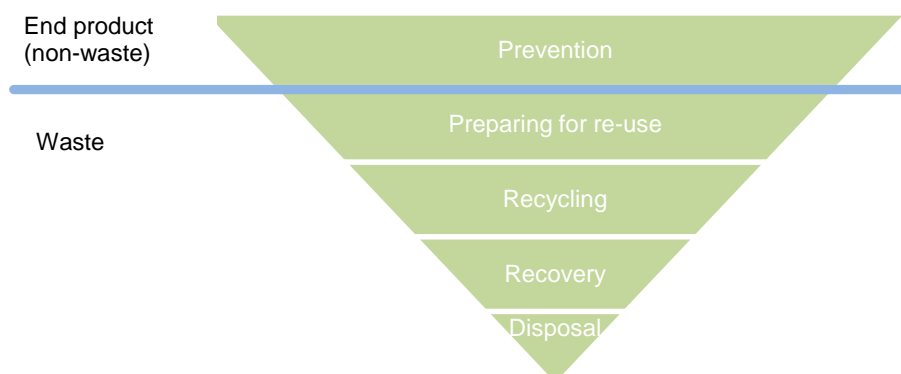 End product
(non-waste)
Prevention
Preparing for re-use
Waste
Recycling
Recovery
Disposal